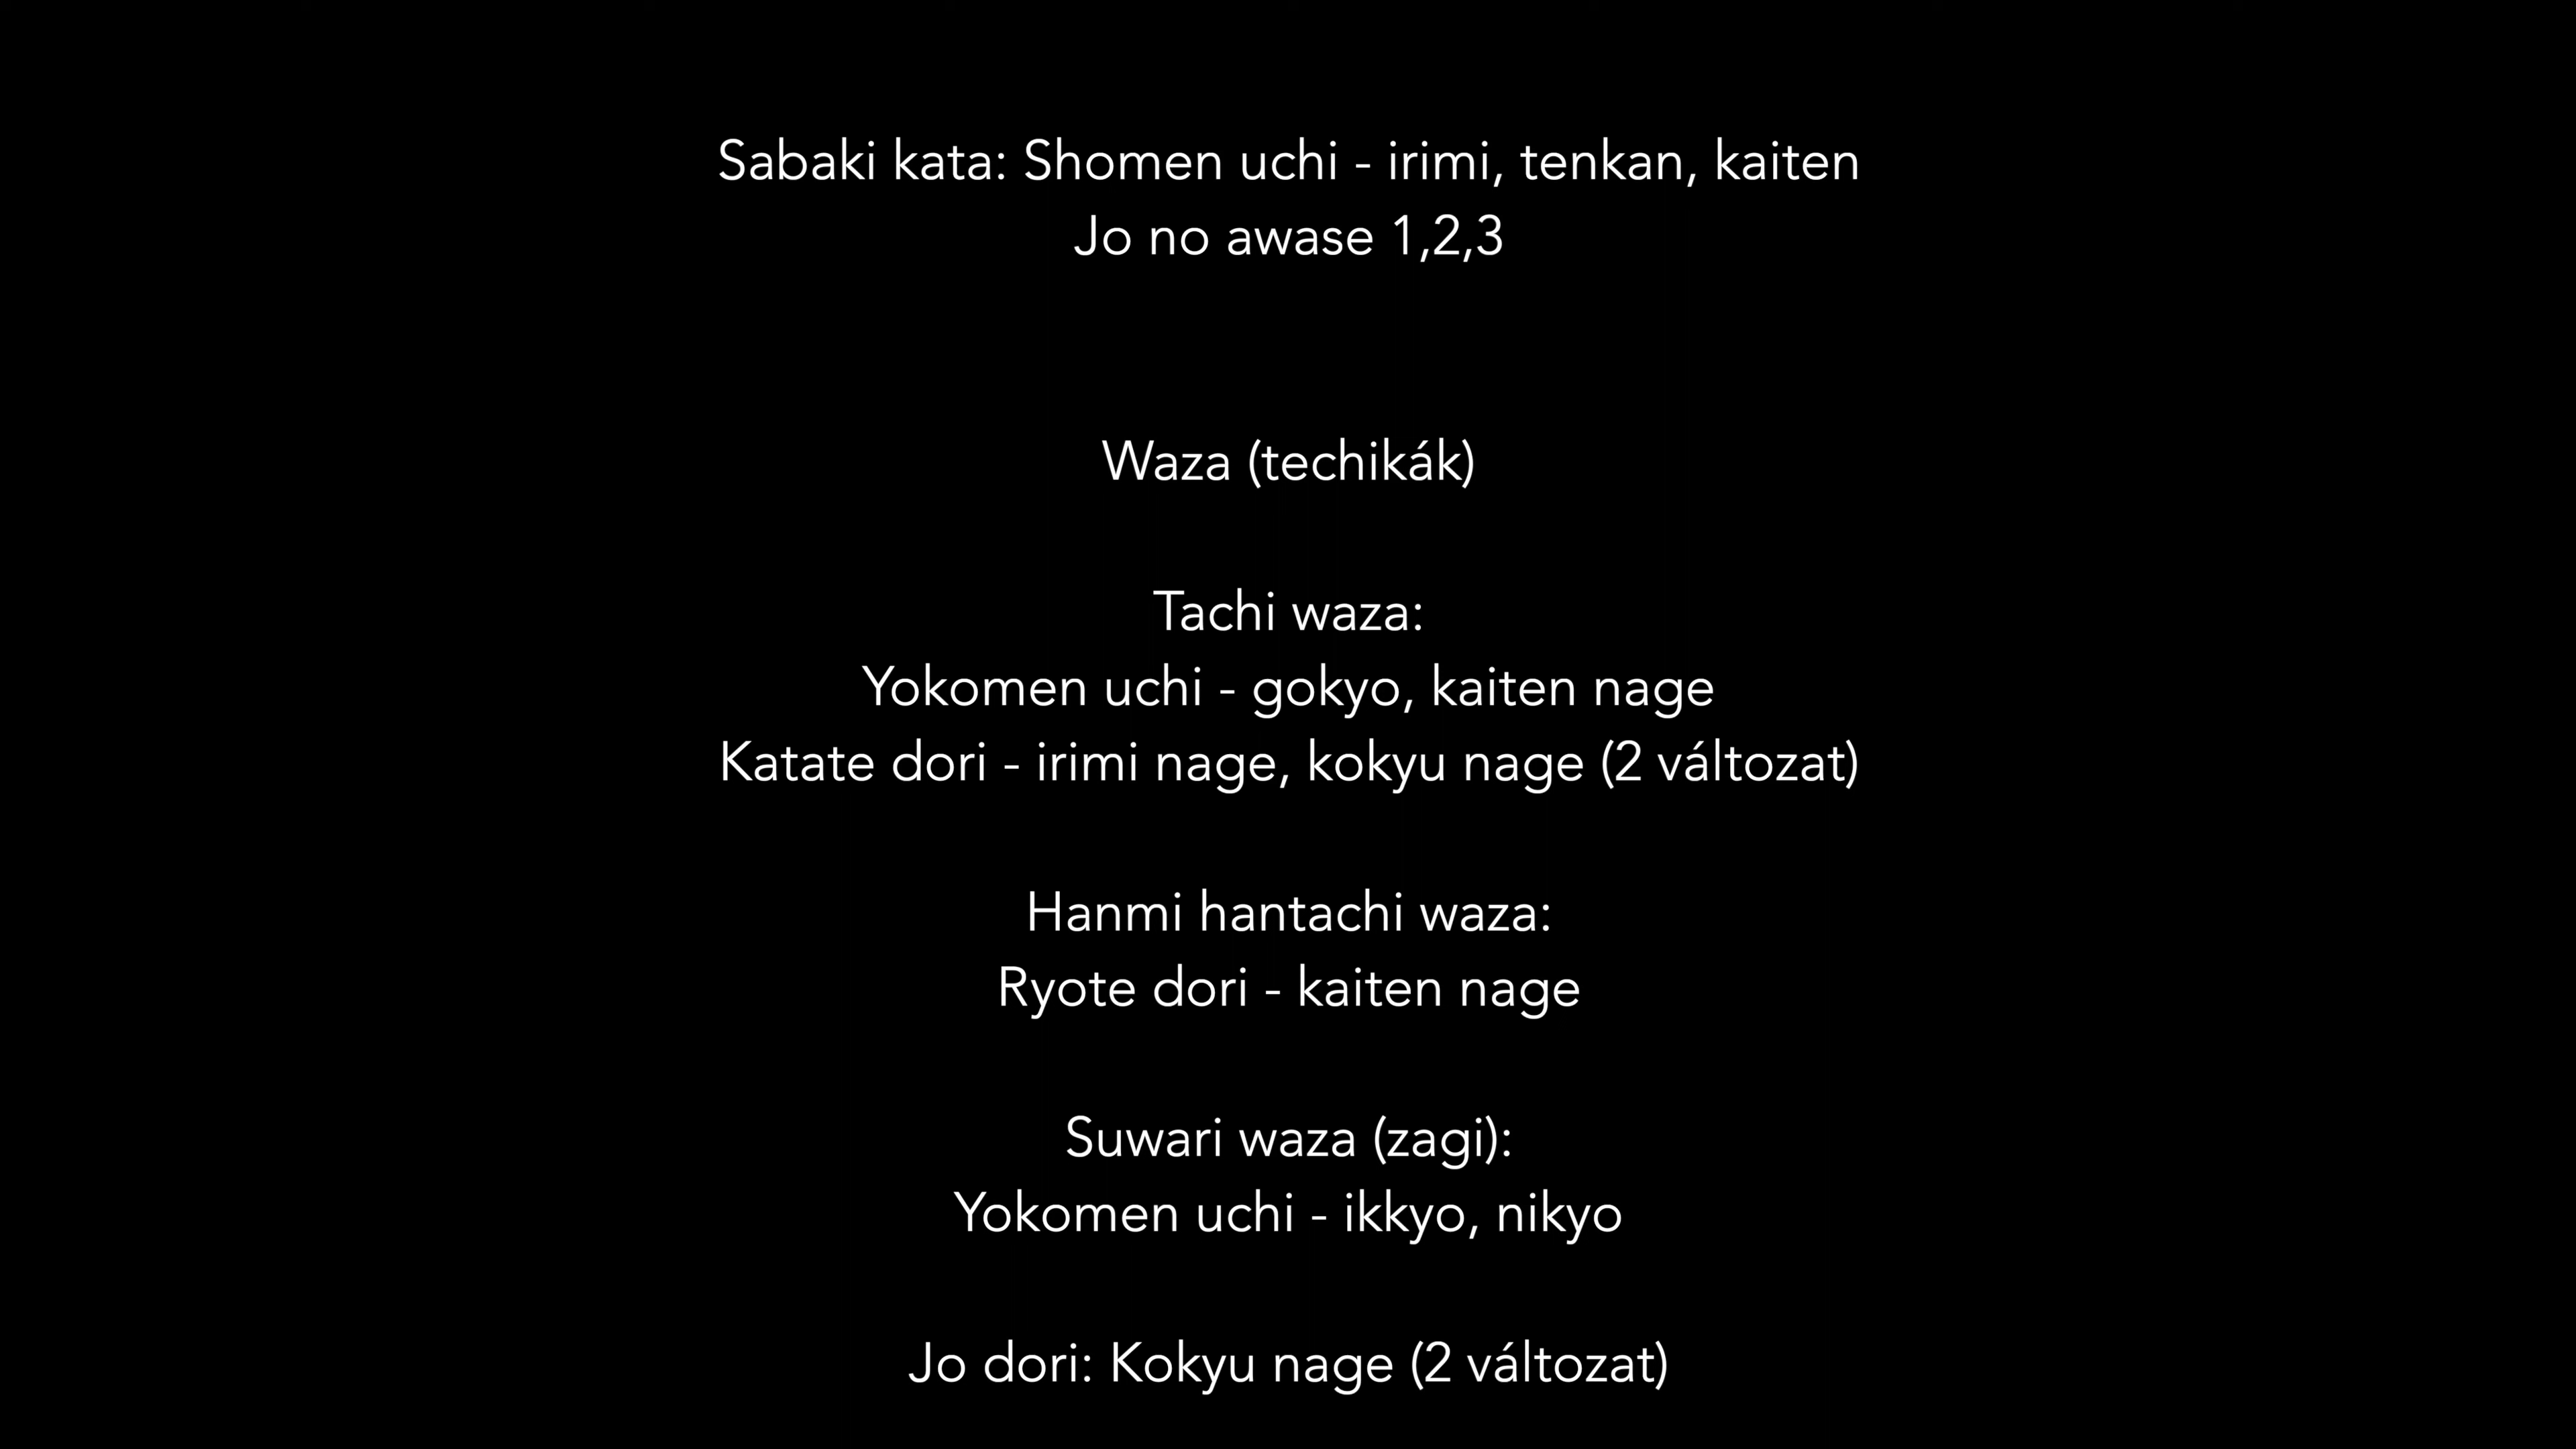 Sabaki kata: Shomen uchi - irimi, tenkan, kaiten
Jo no awase 1,2,3
Waza (techikák)
Tachi waza:
Yokomen uchi - gokyo, kaiten nage
Katate dori - irimi nage, kokyu nage (2 változat)
Hanmi hantachi waza:
Ryote dori - kaiten nage
Suwari waza (zagi):
Yokomen uchi - ikkyo, nikyo
Jo dori: Kokyu nage (2 változat)